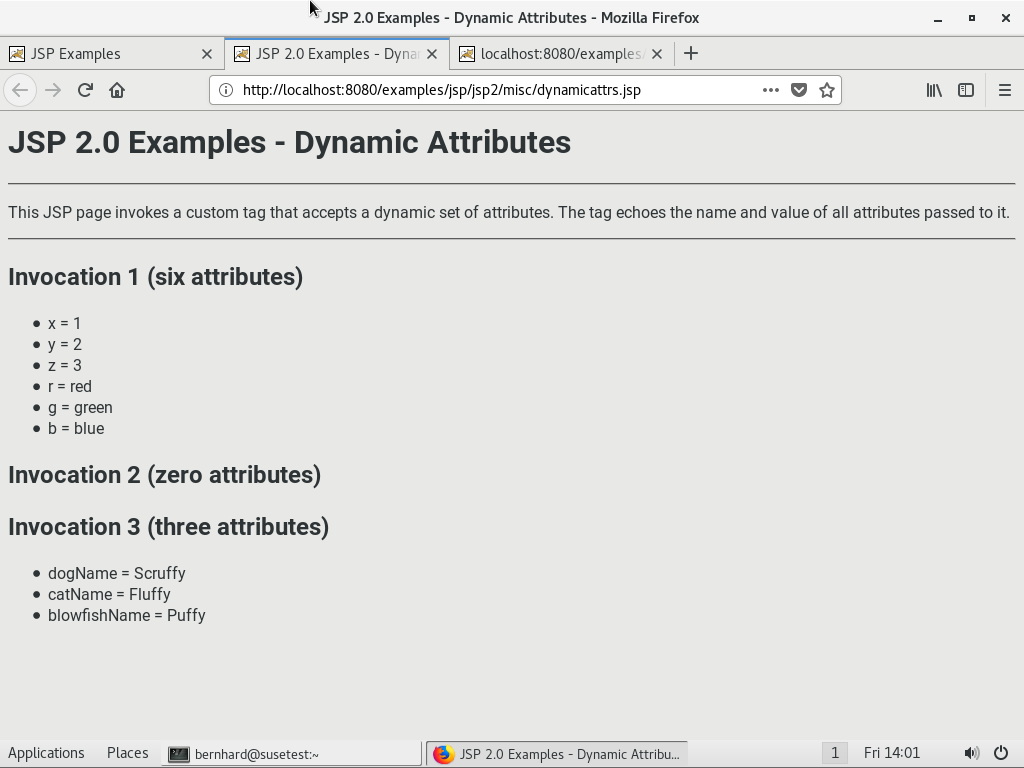 JSP 2.0 Examples - Dynamic Attributes - Mozilla Firefox
JSP Examples
JSP 2.0 Examples - Dyna
localhost:8080/examples/
http://localhost:8080/examples/jsp/jsp2/misc/dynamicattrs.jsp
JSP 2.0 Examples - Dynamic Attributes
This JSP page invokes a custom tag that accepts a dynamic set of attributes. The tag echoes the name and value of all attributes passed to it.
Invocation 1 (six attributes)
• x = 1
• y = 2
• z = 3
• r = red
• g = green
• b = blue
Invocation 2 (zero attributes)
Invocation 3 (three attributes)
• dogName = Scruffy
• catName = Fluffy
• blowfishName = Puffy
Applications Places bernhard@susetest:~ JSP 2.0 Examples - Dynamic Attribu... 1 Fri 14:01